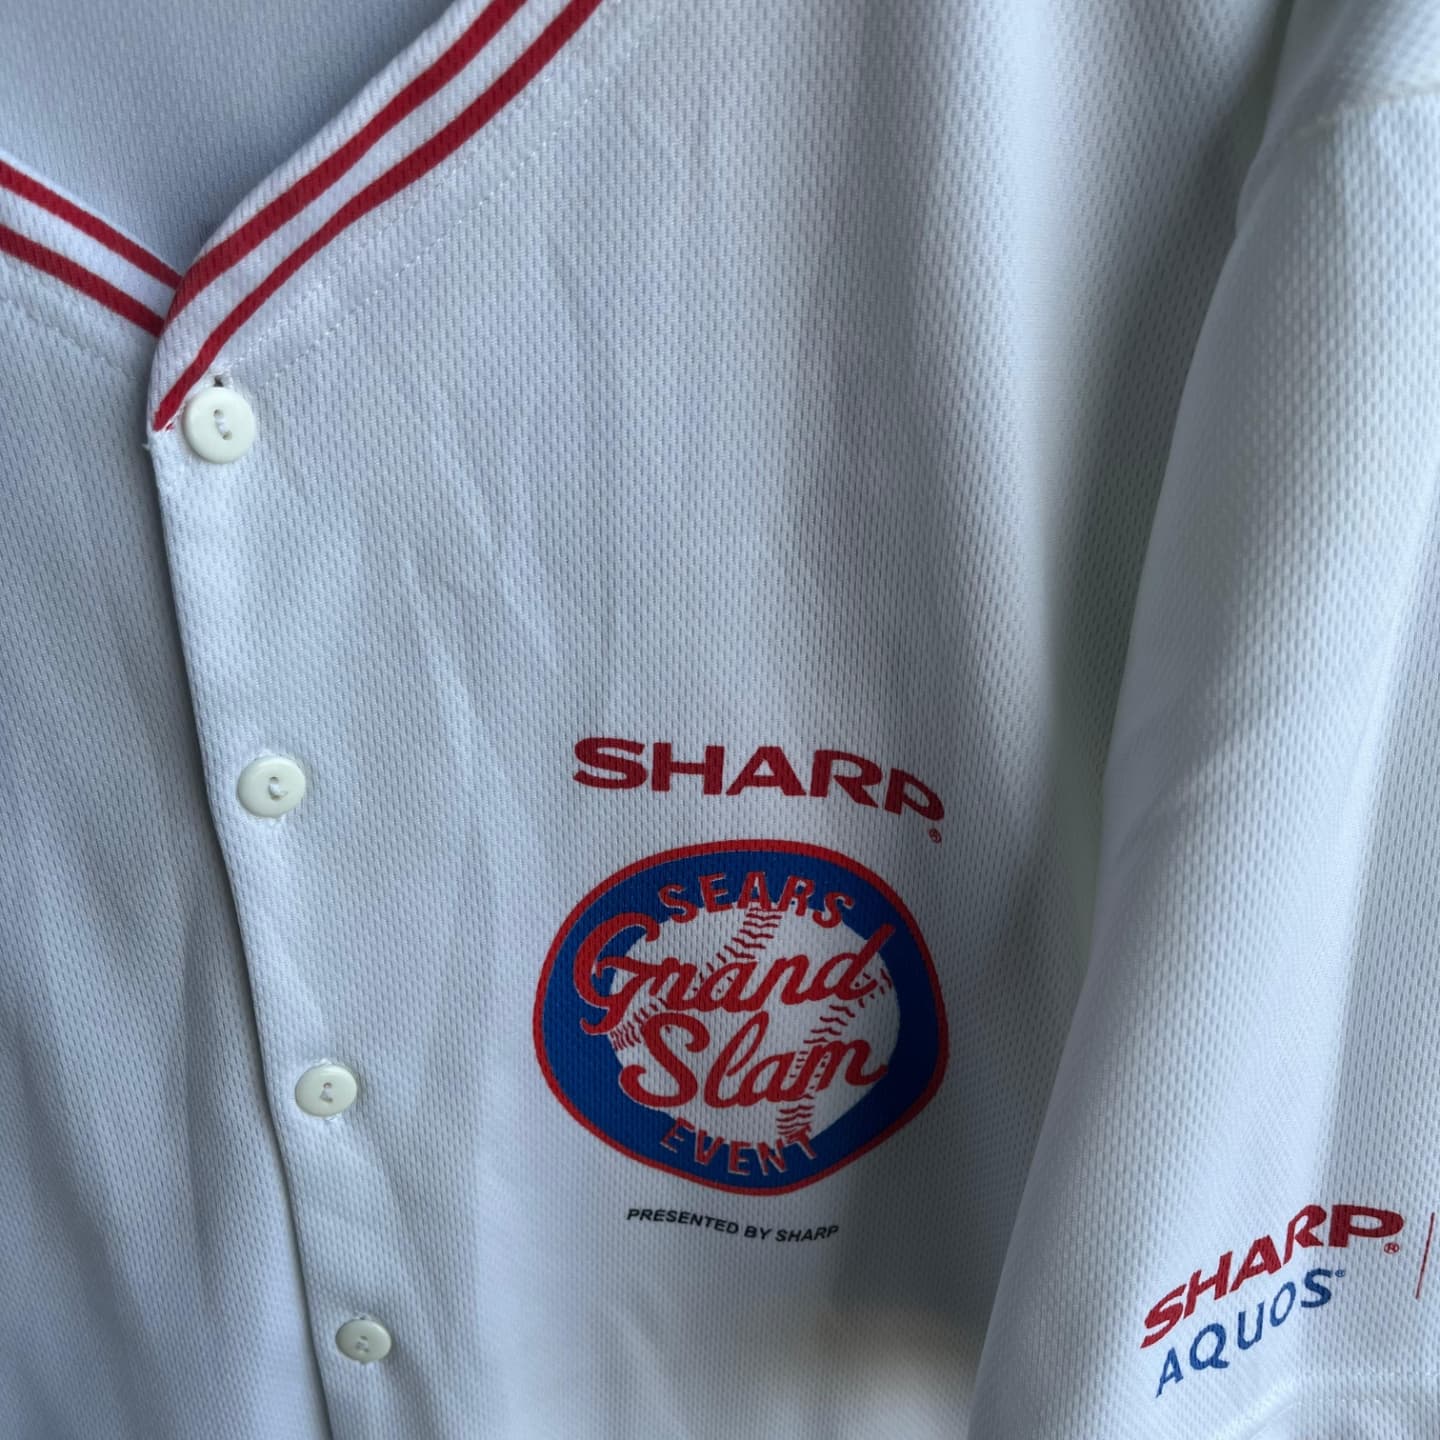 SHARP®
SEARS
Grand
Slam
EVENT
PRESENTED BY SHARP
SHARP®
AQUOS®